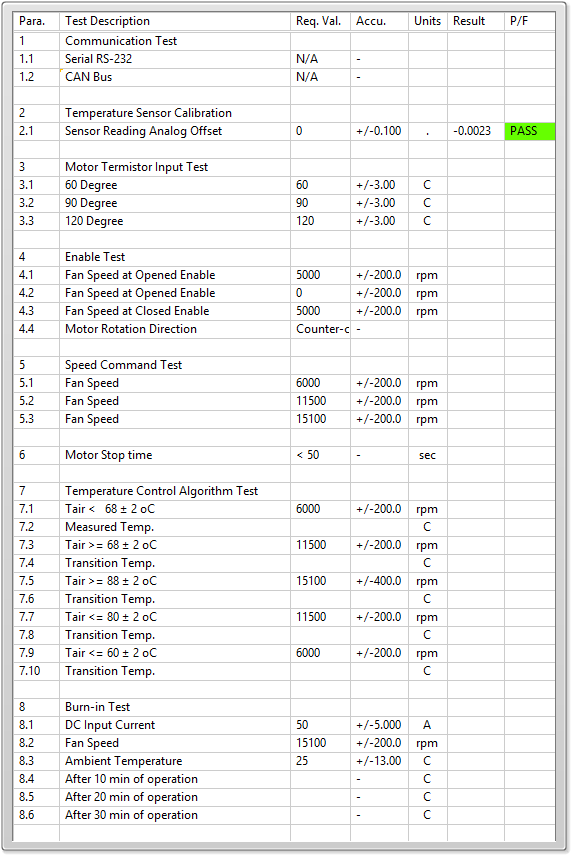 Para. Test Description Req. Val. Accu. Units Result P/F
1 Communication Test
1.1 Serial RS-232 N/A -
1.2 CAN Bus N/A -
2 Temperature Sensor Calibration
2.1 Sensor Reading Analog Offset 0 +/-0.100 . -0.0023 PASS
3 Motor Termistor Input Test
3.1 60 Degree 60 +/-3.00 C
3.2 90 Degree 90 +/-3.00 C
3.3 120 Degree 120 +/-3.00 C
4 Enable Test
4.1 Fan Speed at Opened Enable 5000 +/-200.0 rpm
4.2 Fan Speed at Opened Enable 0 +/-200.0 rpm
4.3 Fan Speed at Closed Enable 5000 +/-200.0 rpm
4.4 Motor Rotation Direction Counter-c -
5 Speed Command Test
5.1 Fan Speed 6000 +/-200.0 rpm
5.2 Fan Speed 11500 +/-200.0 rpm
5.3 Fan Speed 15100 +/-200.0 rpm
6 Motor Stop time < 50 - sec
7 Temperature Control Algorithm Test
7.1 Tair < 68 ± 2 oC 6000 +/-200.0 rpm
7.2 Measured Temp. C
7.3 Tair >= 68 ± 2 oC 11500 +/-200.0 rpm
7.4 Transition Temp. C
7.5 Tair >= 88 ± 2 oC 15100 +/-400.0 rpm
7.6 Transition Temp. C
7.7 Tair <= 80 ± 2 oC 11500 +/-200.0 rpm
7.8 Transition Temp. C
7.9 Tair <= 60 ± 2 oC 6000 +/-200.0 rpm
7.10 Transition Temp. C
8 Burn-in Test
8.1 DC Input Current 50 +/-5.000 A
8.2 Fan Speed 15100 +/-200.0 rpm
8.3 Ambient Temperature 25 +/-13.00 C
8.4 After 10 min of operation - C
8.5 After 20 min of operation - C
8.6 After 30 min of operation - C